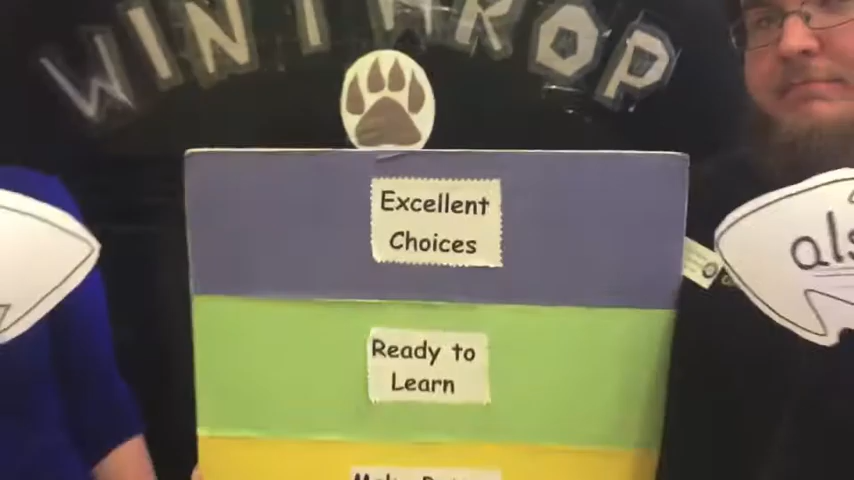 WINTHROP
Excellent
Choices
Ready to
Learn